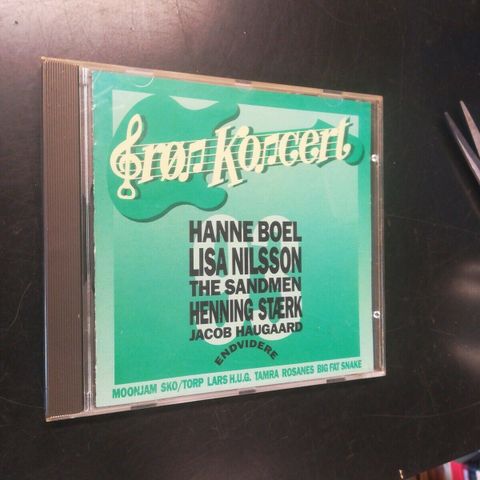 Grøn Koncert
HANNE BOEL
LISA NILSSON
THE SANDMEN
HENNING STÆRK
JACOB HAUGAARD
ENDVIDERE
MOONJAM SKO/TORP LARS H.U.G. TAMRA ROSANES BIG FAT SNAKE